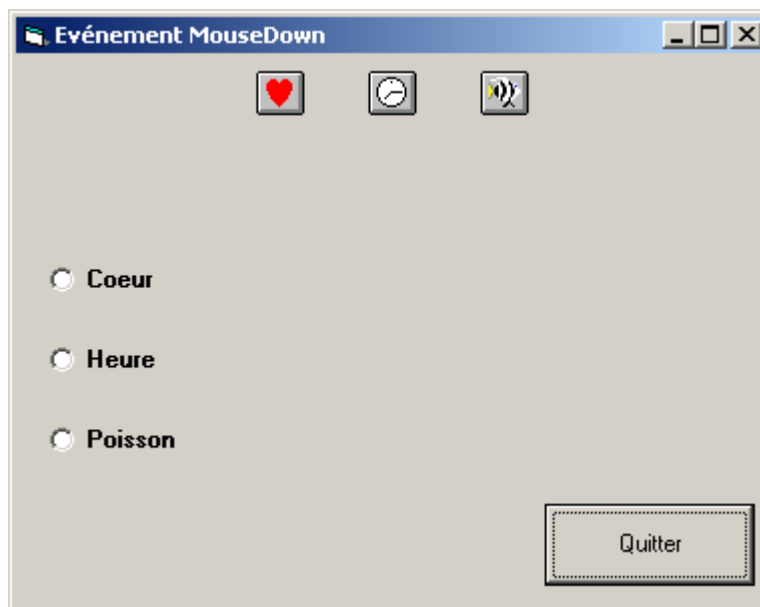 Evénement MouseDown
Coeur
Heure
Poisson
Quitter